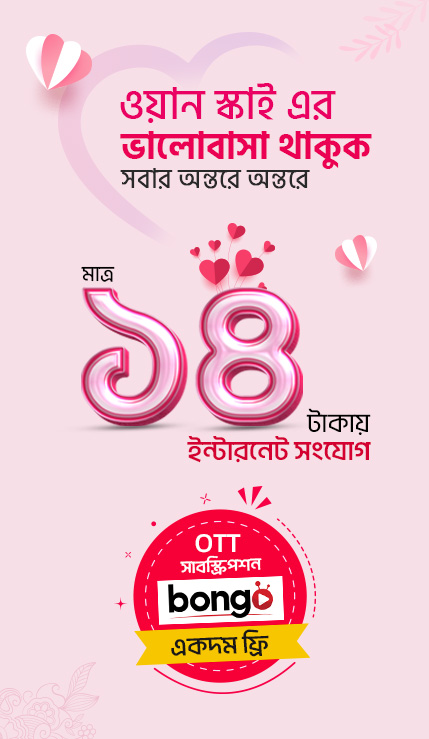 ওয়ান স্কাই এর
ভালোবাসা থাকুক
সবার অন্তরে অন্তরে
মাত্র
১৪
টাকায়
ইন্টারনেট সংযোগ
OTT
সাবস্ক্রিপশন
bongo
একদম ফ্রি